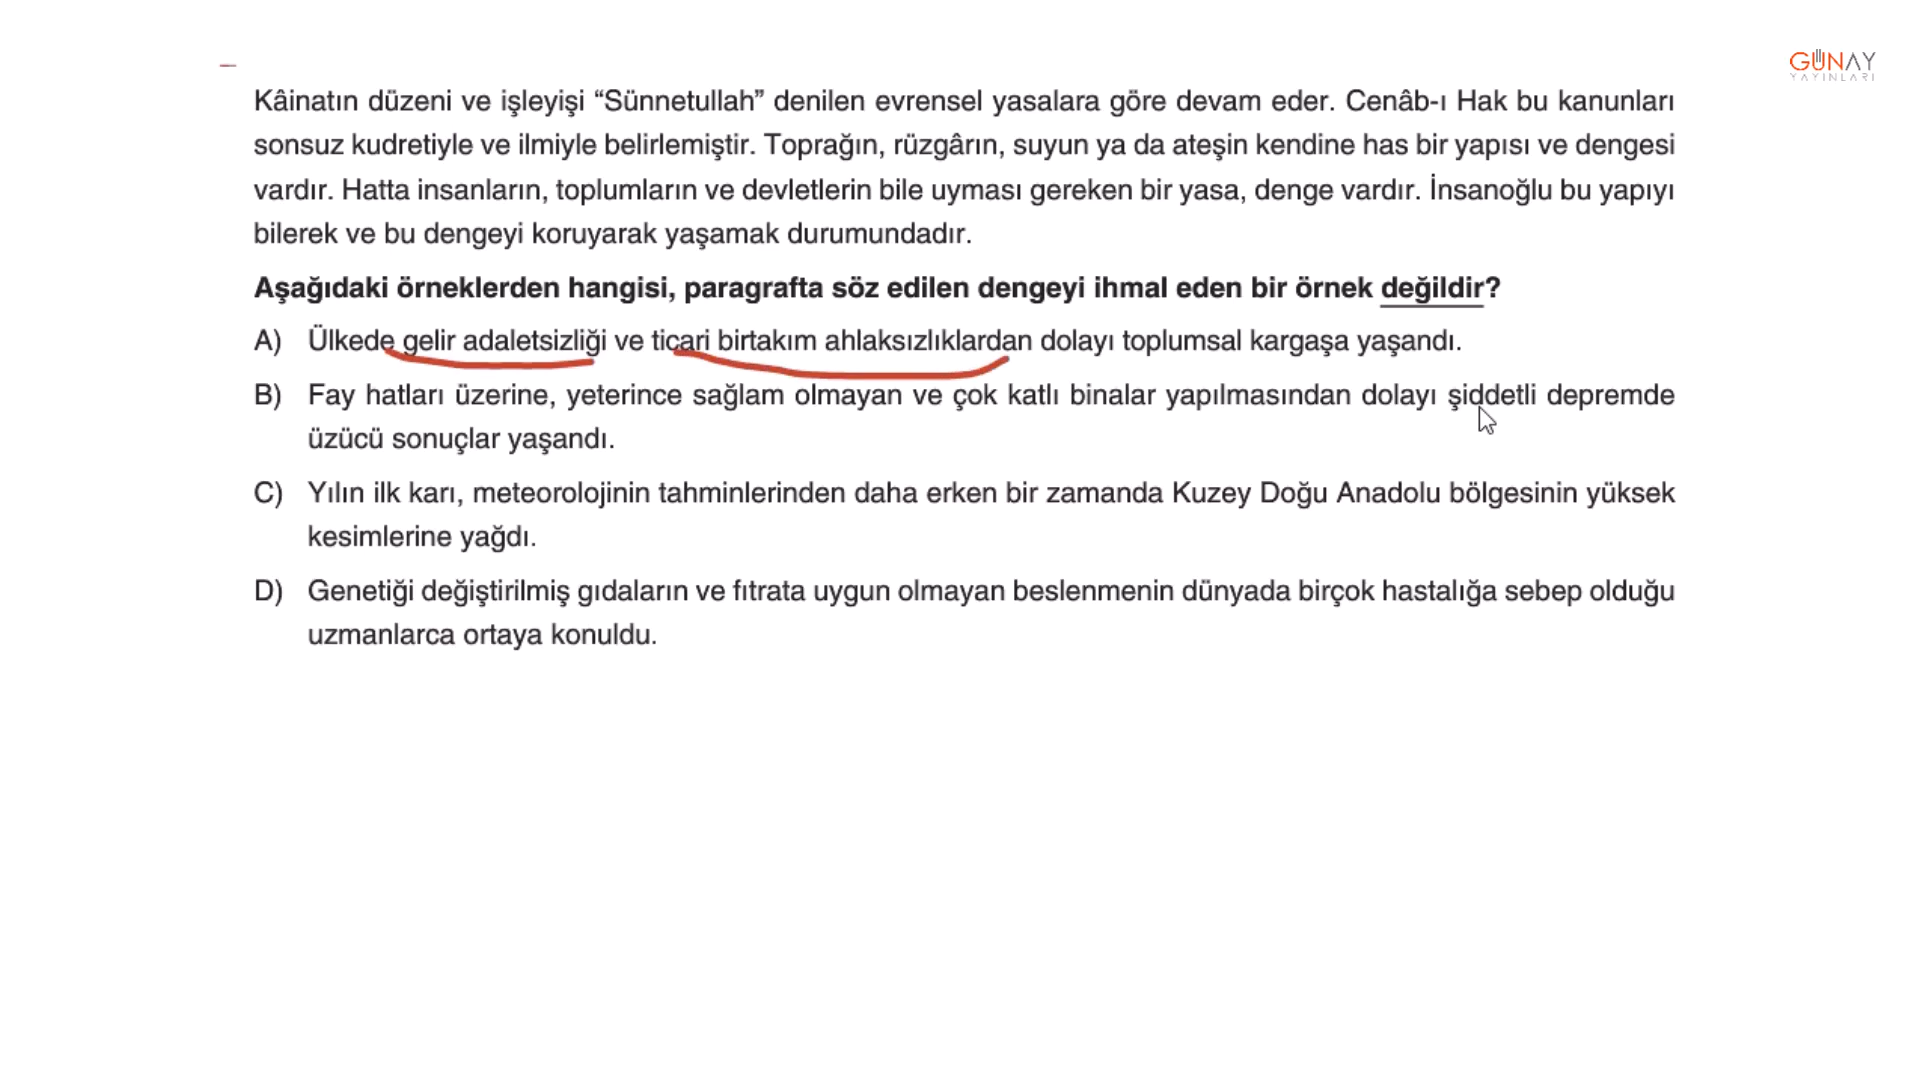 GÜNAY
YAYINLARI
Kâinatın düzeni ve işleyişi “Sünnetullah” denilen evrensel yasalara göre devam eder. Cenâb-ı Hak bu kanunları
sonsuz kudretiyle ve ilmiyle belirlemiştir. Toprağın, rüzgârın, suyun ya da ateşin kendine has bir yapısı ve dengesi
vardır. Hatta insanların, toplumların ve devletlerin bile uyması gereken bir yasa, denge vardır. İnsanoğlu bu yapıyı
bilerek ve bu dengeyi koruyarak yaşamak durumundadır.
Aşağıdaki örneklerden hangisi, paragrafta söz edilen dengeyi ihmal eden bir örnek değildir?
A) Ülkede gelir adaletsizliği ve ticari birtakım ahlaksızlıklardan dolayı toplumsal kargaşa yaşandı.
B) Fay hatları üzerine, yeterince sağlam olmayan ve çok katlı binalar yapılmasından dolayı şiddetli depremde
üzücü sonuçlar yaşandı.
C) Yılın ilk karı, meteorolojinin tahminlerinden daha erken bir zamanda Kuzey Doğu Anadolu bölgesinin yüksek
kesimlerine yağdı.
D) Genetiği değiştirilmiş gıdaların ve fıtrata uygun olmayan beslenmenin dünyada birçok hastalığa sebep olduğu
uzmanlarca ortaya konuldu.